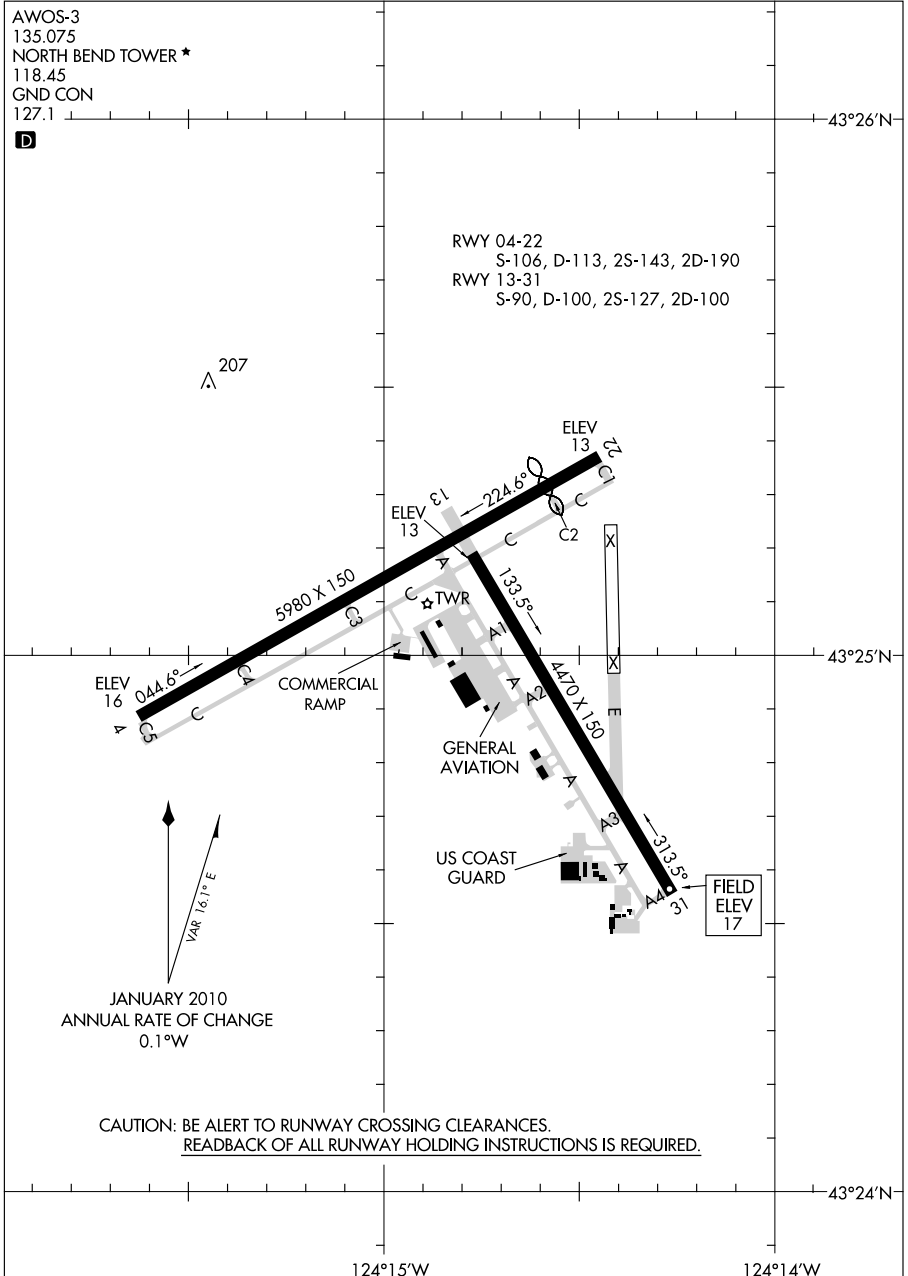 AWOS-3
135.075
NORTH BEND TOWER ★
118.45
GND CON
127.1
D
43°26'N
RWY 04-22
S-106, D-113, 2S-143, 2D-190
RWY 13-31
S-90, D-100, 2S-127, 2D-100
207
ELEV
13
22
C1
13
224.6°
C
C2
ELEV
13
C
A
X
5980 X 150
133.5°
C
TWR
C3
A1
43°25'N
X
044.6°
C4
COMMERCIAL
RAMP
ELEV
16
A
A2
4470 X 150
C
E
4
C5
GENERAL
AVIATION
A
A3
313.5°
US COAST
GUARD
A
A4
31
FIELD
ELEV
17
VAR 16.1° E
JANUARY 2010
ANNUAL RATE OF CHANGE
0.1°W
CAUTION: BE ALERT TO RUNWAY CROSSING CLEARANCES.
READBACK OF ALL RUNWAY HOLDING INSTRUCTIONS IS REQUIRED.
43°24'N
124°15'W
124°14'W